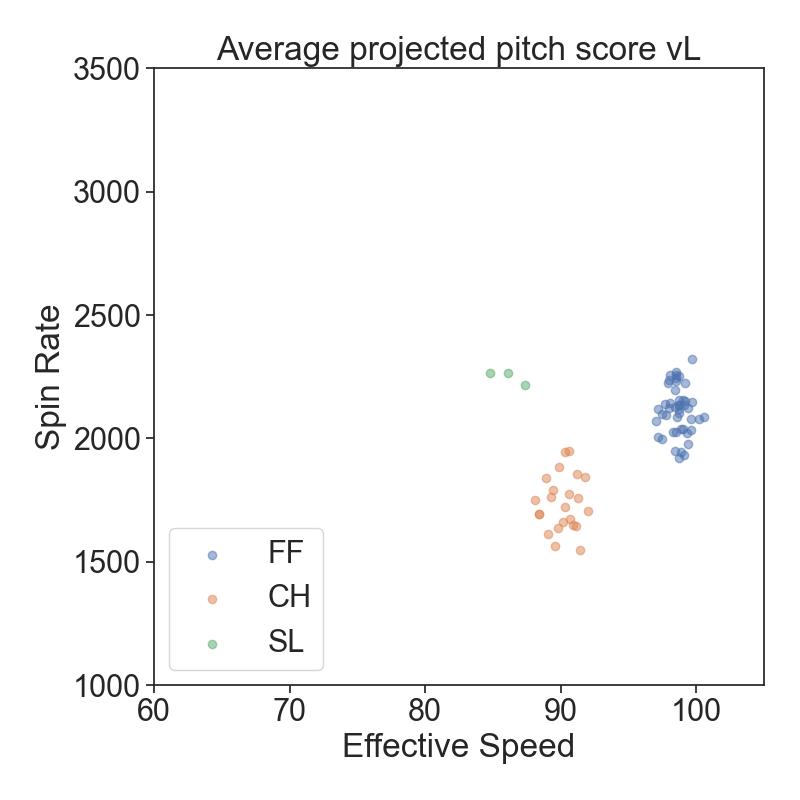 Average projected pitch score vL
3500
3000
2500
2000
1500
1000
Spin Rate
FF
CH
SL
60 70 80 90 100
Effective Speed